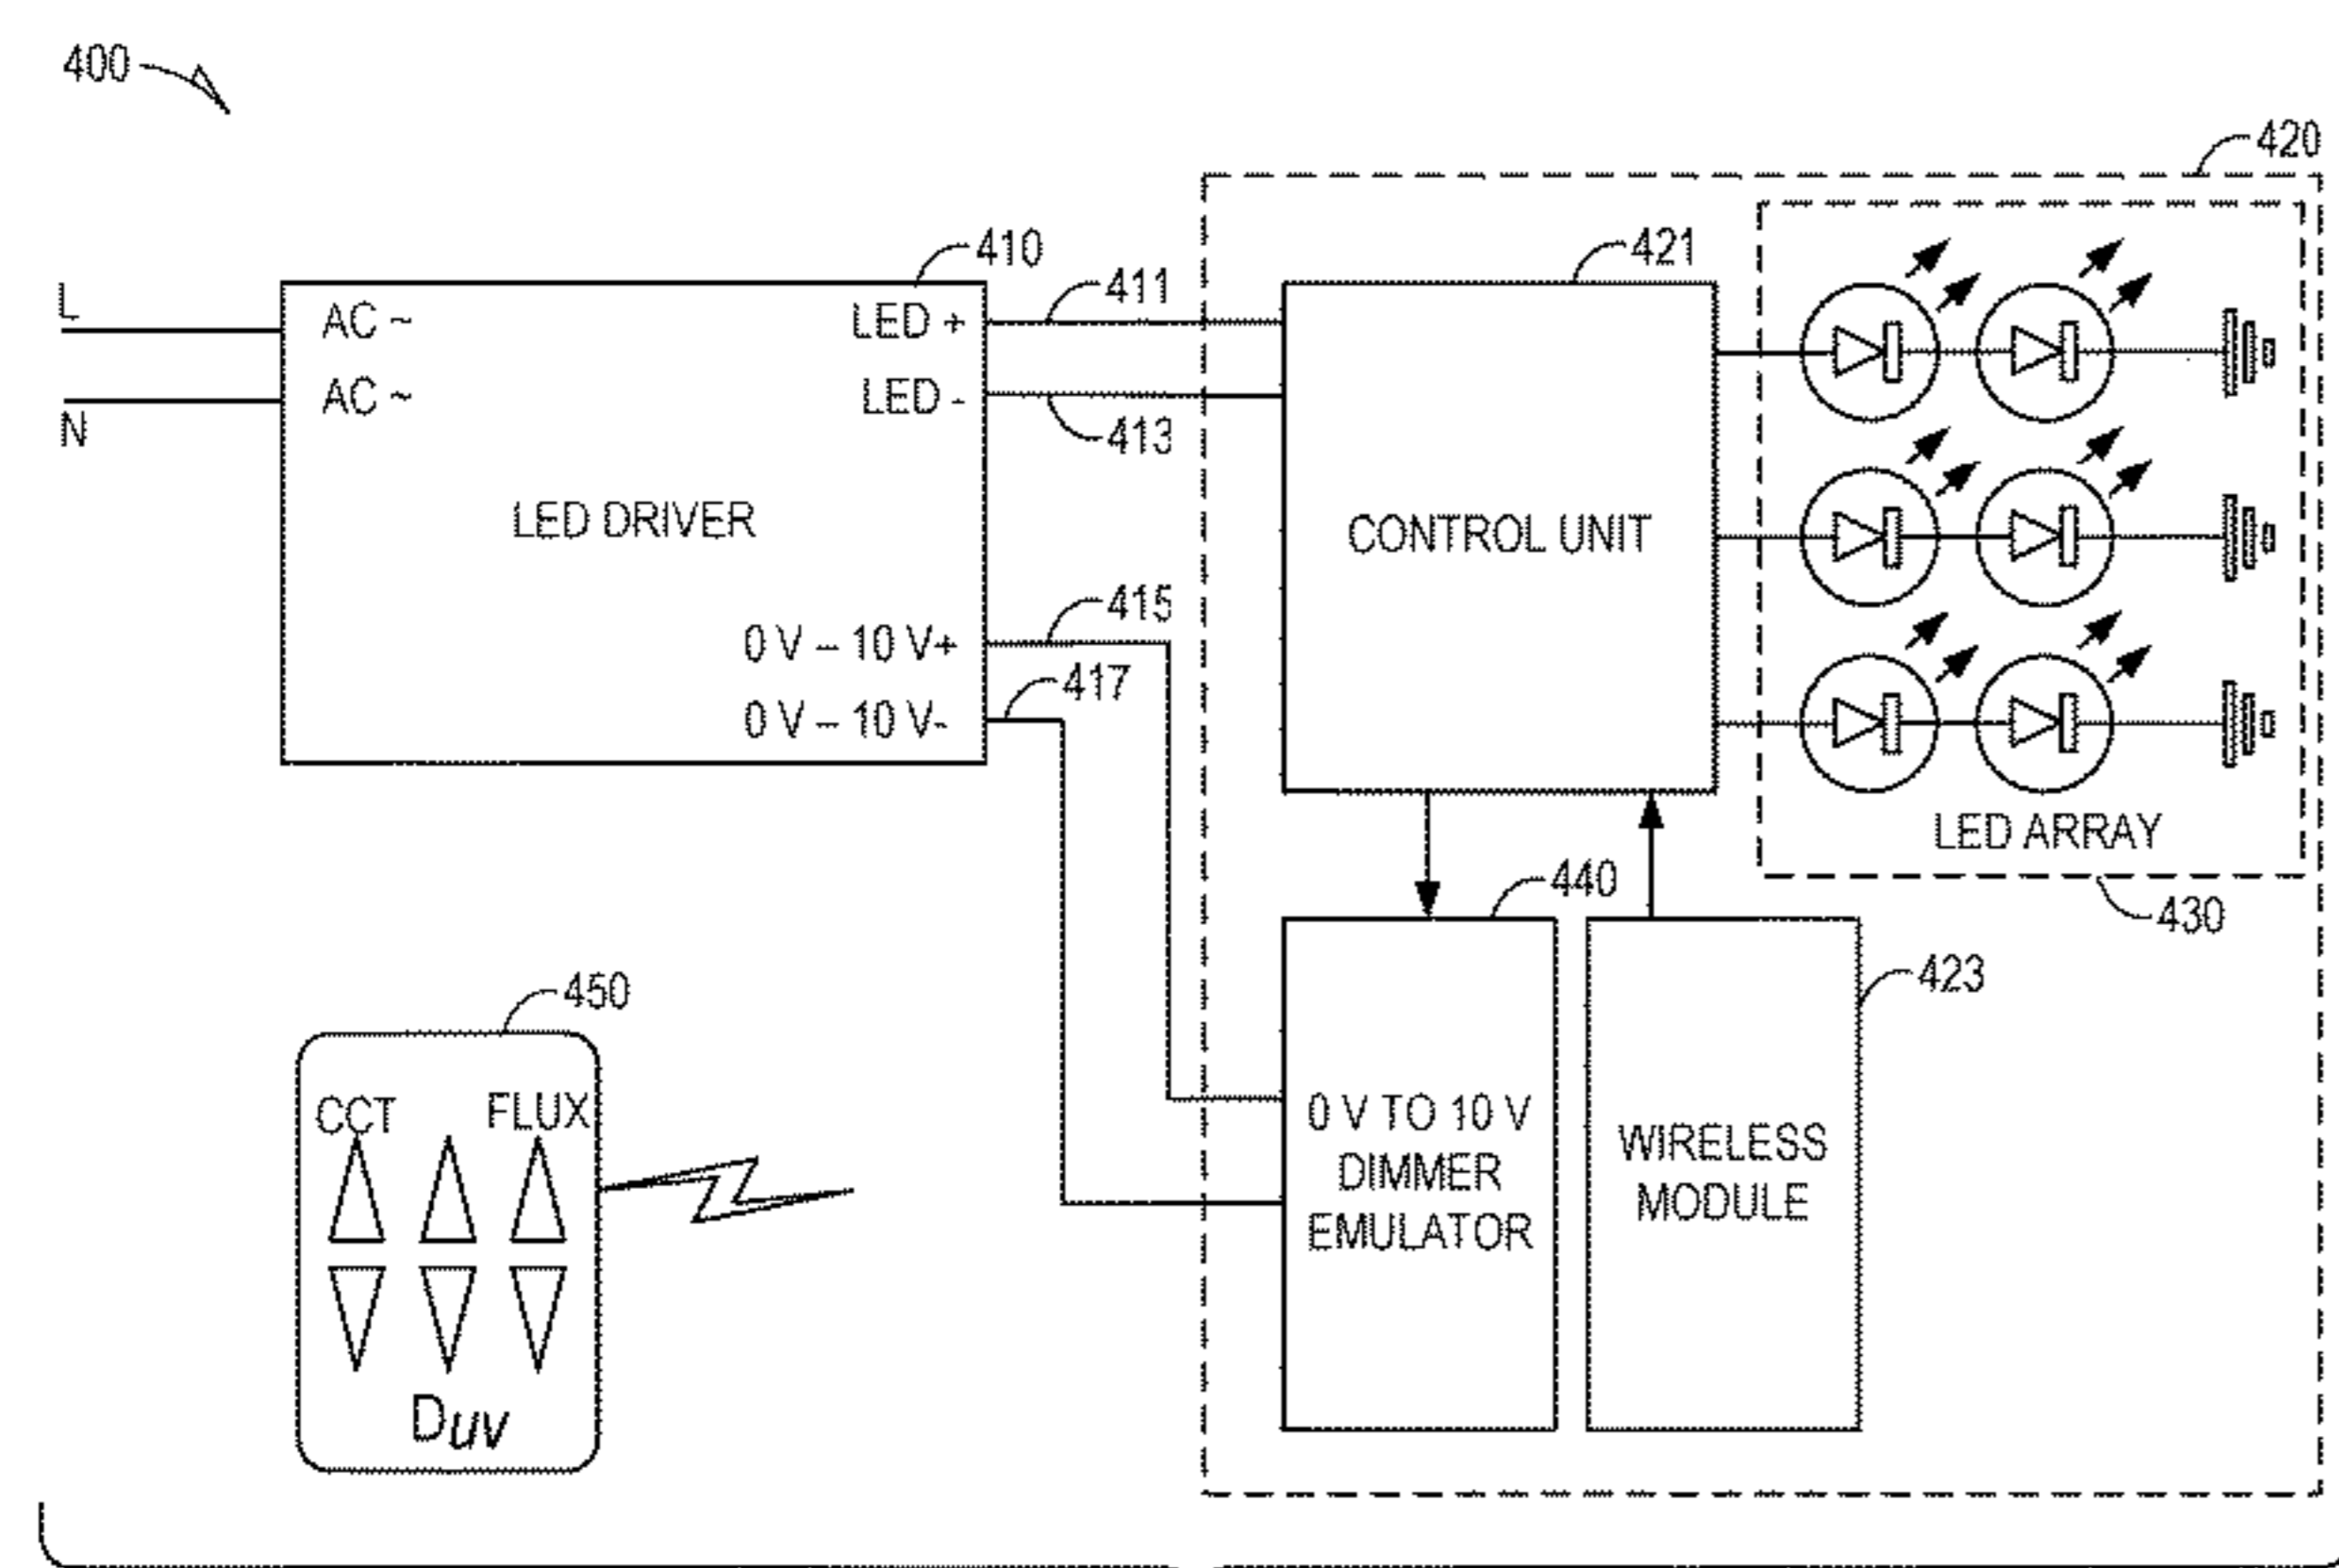 400
420
410
411
421
L
AC ~
LED +
N
AC ~
LED -
413
LED DRIVER
CONTROL UNIT
415
0 V – 10 V+
417
0 V – 10 V-
LED ARRAY
430
440
423
450
CCT
FLUX
Duv
0 V TO 10 V
DIMMER
EMULATOR
WIRELESS
MODULE